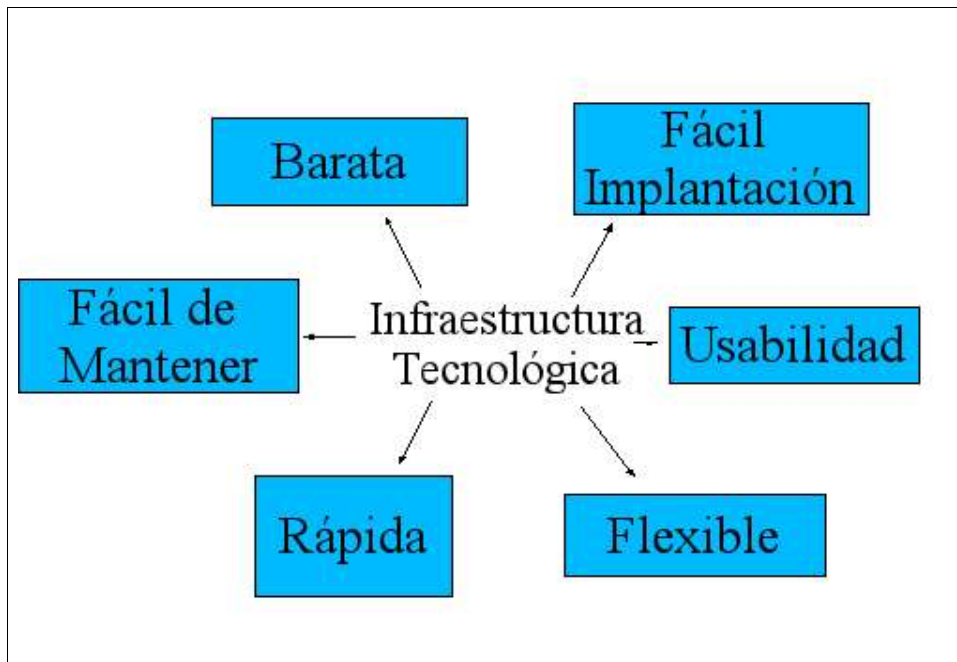 Barata
Fácil
Implantación
Fácil de
Mantener
Infraestructura
Tecnológica
Usabilidad
Rápida
Flexible